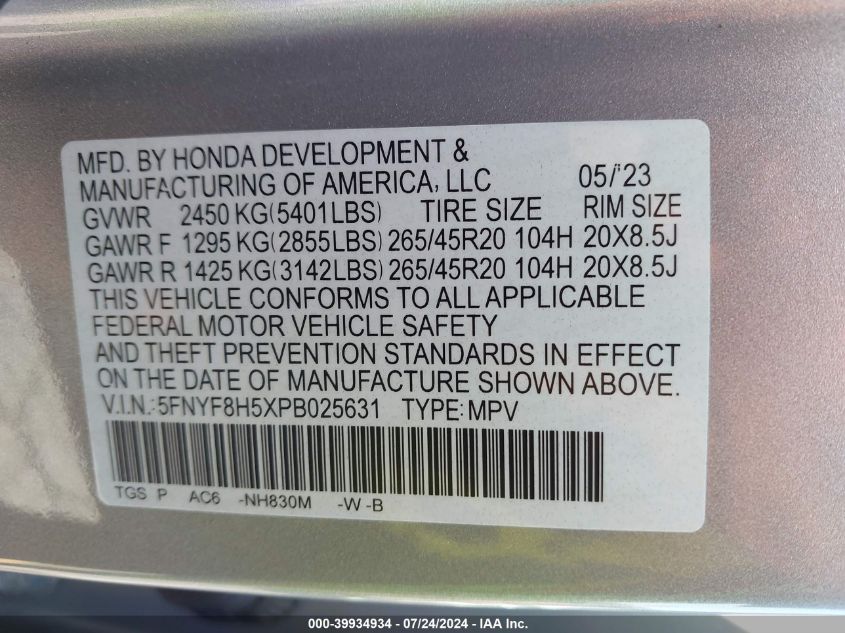 MFD. BY HONDA DEVELOPMENT &
MANUFACTURING OF AMERICA, LLC 05/'23
GVWR 2450 KG(5401LBS) TIRE SIZE RIM SIZE
GAWR F 1295 KG(2855LBS) 265/45R20 104H 20X8.5J
GAWR R 1425 KG(3142LBS) 265/45R20 104H 20X8.5J
THIS VEHICLE CONFORMS TO ALL APPLICABLE
FEDERAL MOTOR VEHICLE SAFETY
AND THEFT PREVENTION STANDARDS IN EFFECT
ON THE DATE OF MANUFACTURE SHOWN ABOVE.
V.I.N.:5FNYF8H5XPB025631 TYPE:MPV
TGS P AC6 -NH830M -W -B
000-39934934 / 07/24/2024 - IAAI.COM